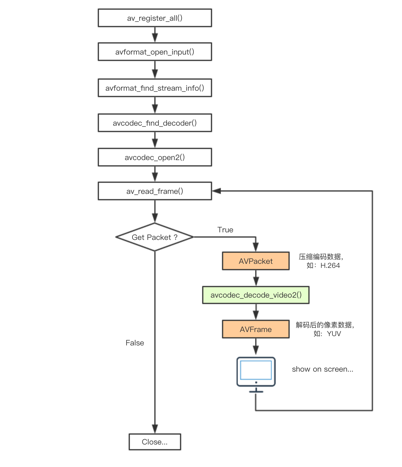 av_register_all()
avformat_open_input()
avformat_find_stream_info()
avcodec_find_decoder()
avcodec_open2()
av_read_frame()
Get Packet ?
True
AVPacket
压缩编码数据，
如：H.264
avcodec_decode_video2()
AVFrame
解码后的像素数据，
如：YUV
False
show on screen...
Close...